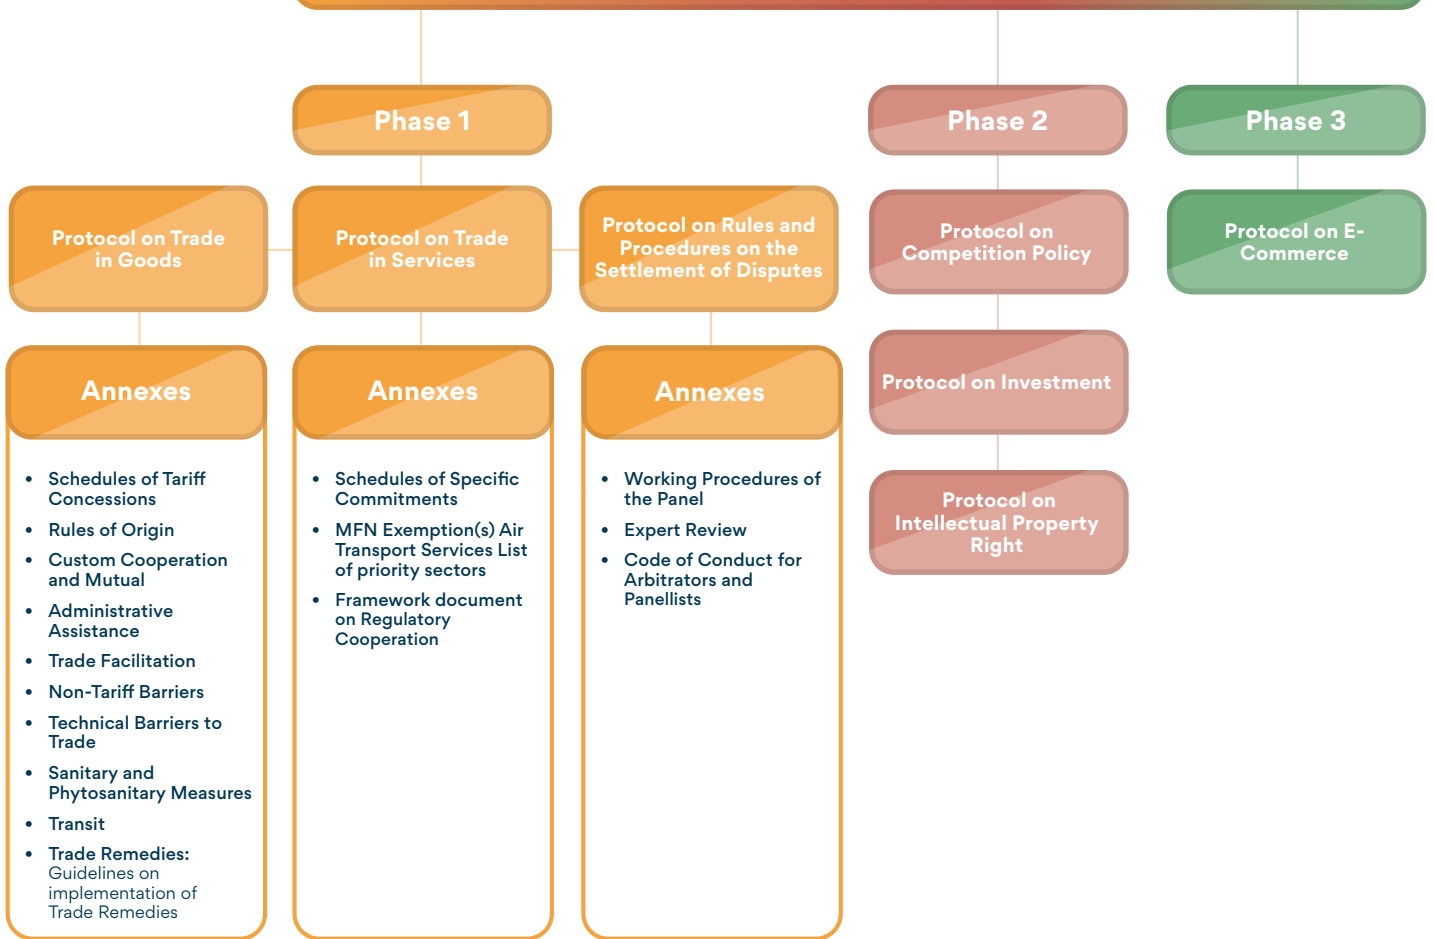 Phase 1
Phase 2
Phase 3
Protocol on Trade
in Goods
Protocol on Trade
in Services
Protocol on Rules and
Procedures on the
Settlement of Disputes
Protocol on
Competition Policy
Protocol on E-
Commerce
Protocol on Investment
Protocol on
Intellectual Property
Right
Annexes
• Schedules of Tariff
Concessions
• Rules of Origin
• Custom Cooperation
and Mutual
• Administrative
Assistance
• Trade Facilitation
• Non-Tariff Barriers
• Technical Barriers to
Trade
• Sanitary and
Phytosanitary Measures
• Transit
• Trade Remedies:
Guidelines on
implementation of
Trade Remedies
Annexes
• Schedules of Specific
Commitments
• MFN Exemption(s) Air
Transport Services List
of priority sectors
• Framework document
on Regulatory
Cooperation
Annexes
• Working Procedures of
the Panel
• Expert Review
• Code of Conduct for
Arbitrators and
Panellists